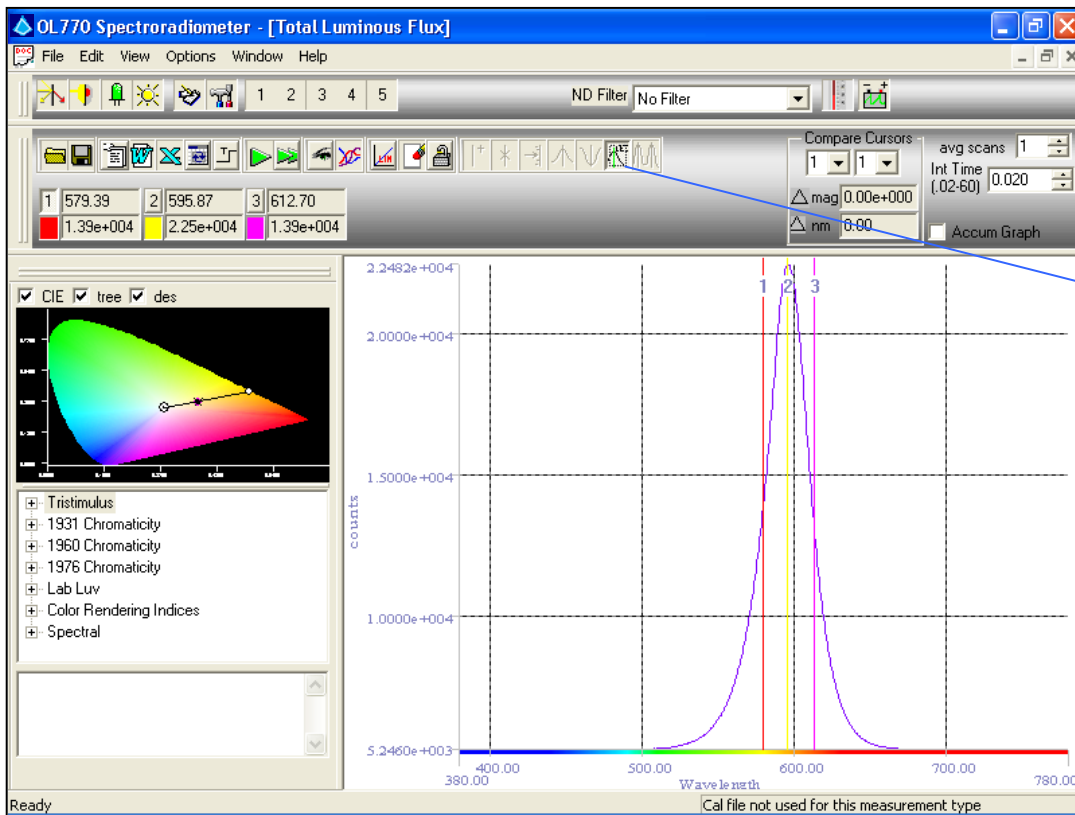 OL770 Spectroradiometer - [Total Luminous Flux]
DOC File Edit View Options Window Help
1 2 3 4 5 ND Filter No Filter
Compare Cursors
1 1
avg scans 1
Int Time (.02-60) 0.020
mag 0.00e+000
nm 0.00
Accum Graph
LIM
1 579.39 2 595.87 3 612.70
1.39e+004 2.25e+004 1.39e+004
CIE tree des
Tristimulus
1931 Chromaticity
1960 Chromaticity
1976 Chromaticity
Lab Luv
Color Rendering Indices
Spectral
1 2 3
2.2482e+004
2.0000e+004
1.5000e+004
1.0000e+004
5.2460e+003
counts
400.00 500.00 600.00 700.00
380.00 Wavelength 780.00
Ready Cal file not used for this measurement type